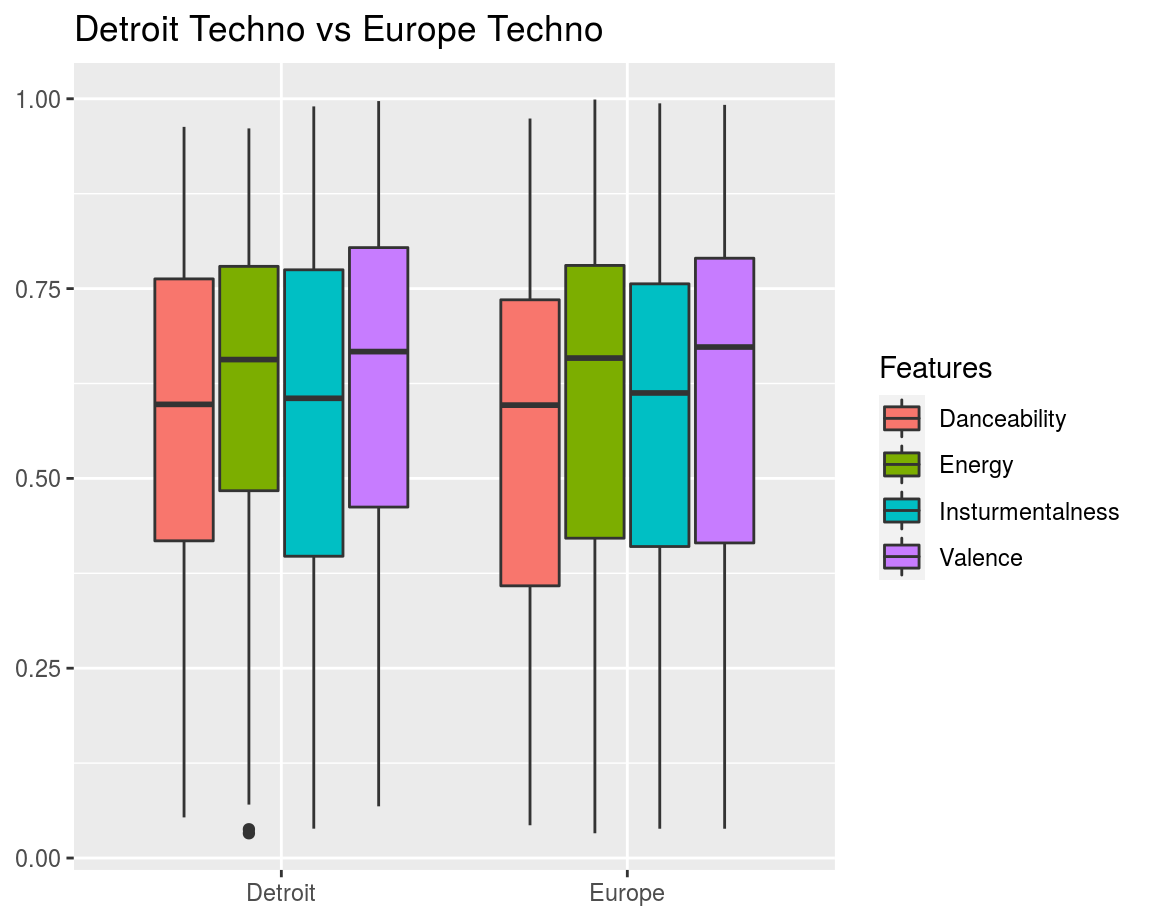 Detroit Techno vs Europe Techno
1.00
0.75
0.50
0.25
0.00
Detroit Europe
Features
Danceability
Energy
Insturmentalness
Valence